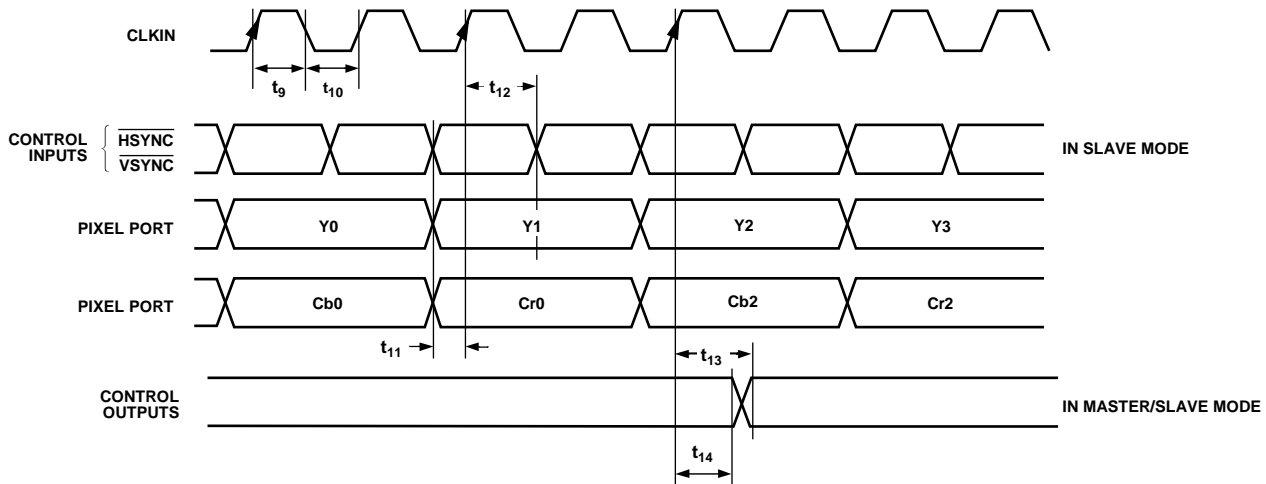 CLKIN
t9
t10
t12
CONTROL INPUTS
HSYNC
VSYNC
IN SLAVE MODE
PIXEL PORT
Y0
Y1
Y2
Y3
PIXEL PORT
Cb0
Cr0
Cb2
Cr2
t11
t13
CONTROL OUTPUTS
IN MASTER/SLAVE MODE
t14